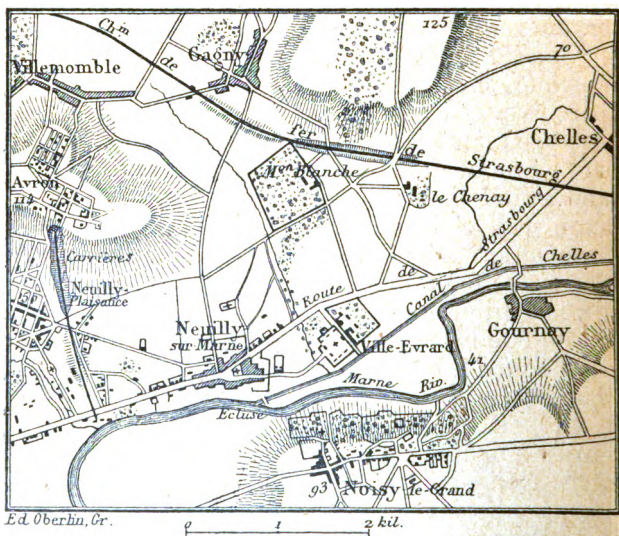 125
Chm de fer de Strasbourg
Gagny
70
Villemomble
Chelles
Mon Blanche
Avron
113
le Chenay
Route de Strasbourg
Carrières
Canal de Chelles
Neuilly-
Plaisance
Neuilly
sur Marne
Gournay
Ville-Evrard
41
Marne Riv.
Ecluse
93
Noisy-le-Grand
Ed. Oberlin, Gr.
0 1 2 kil.